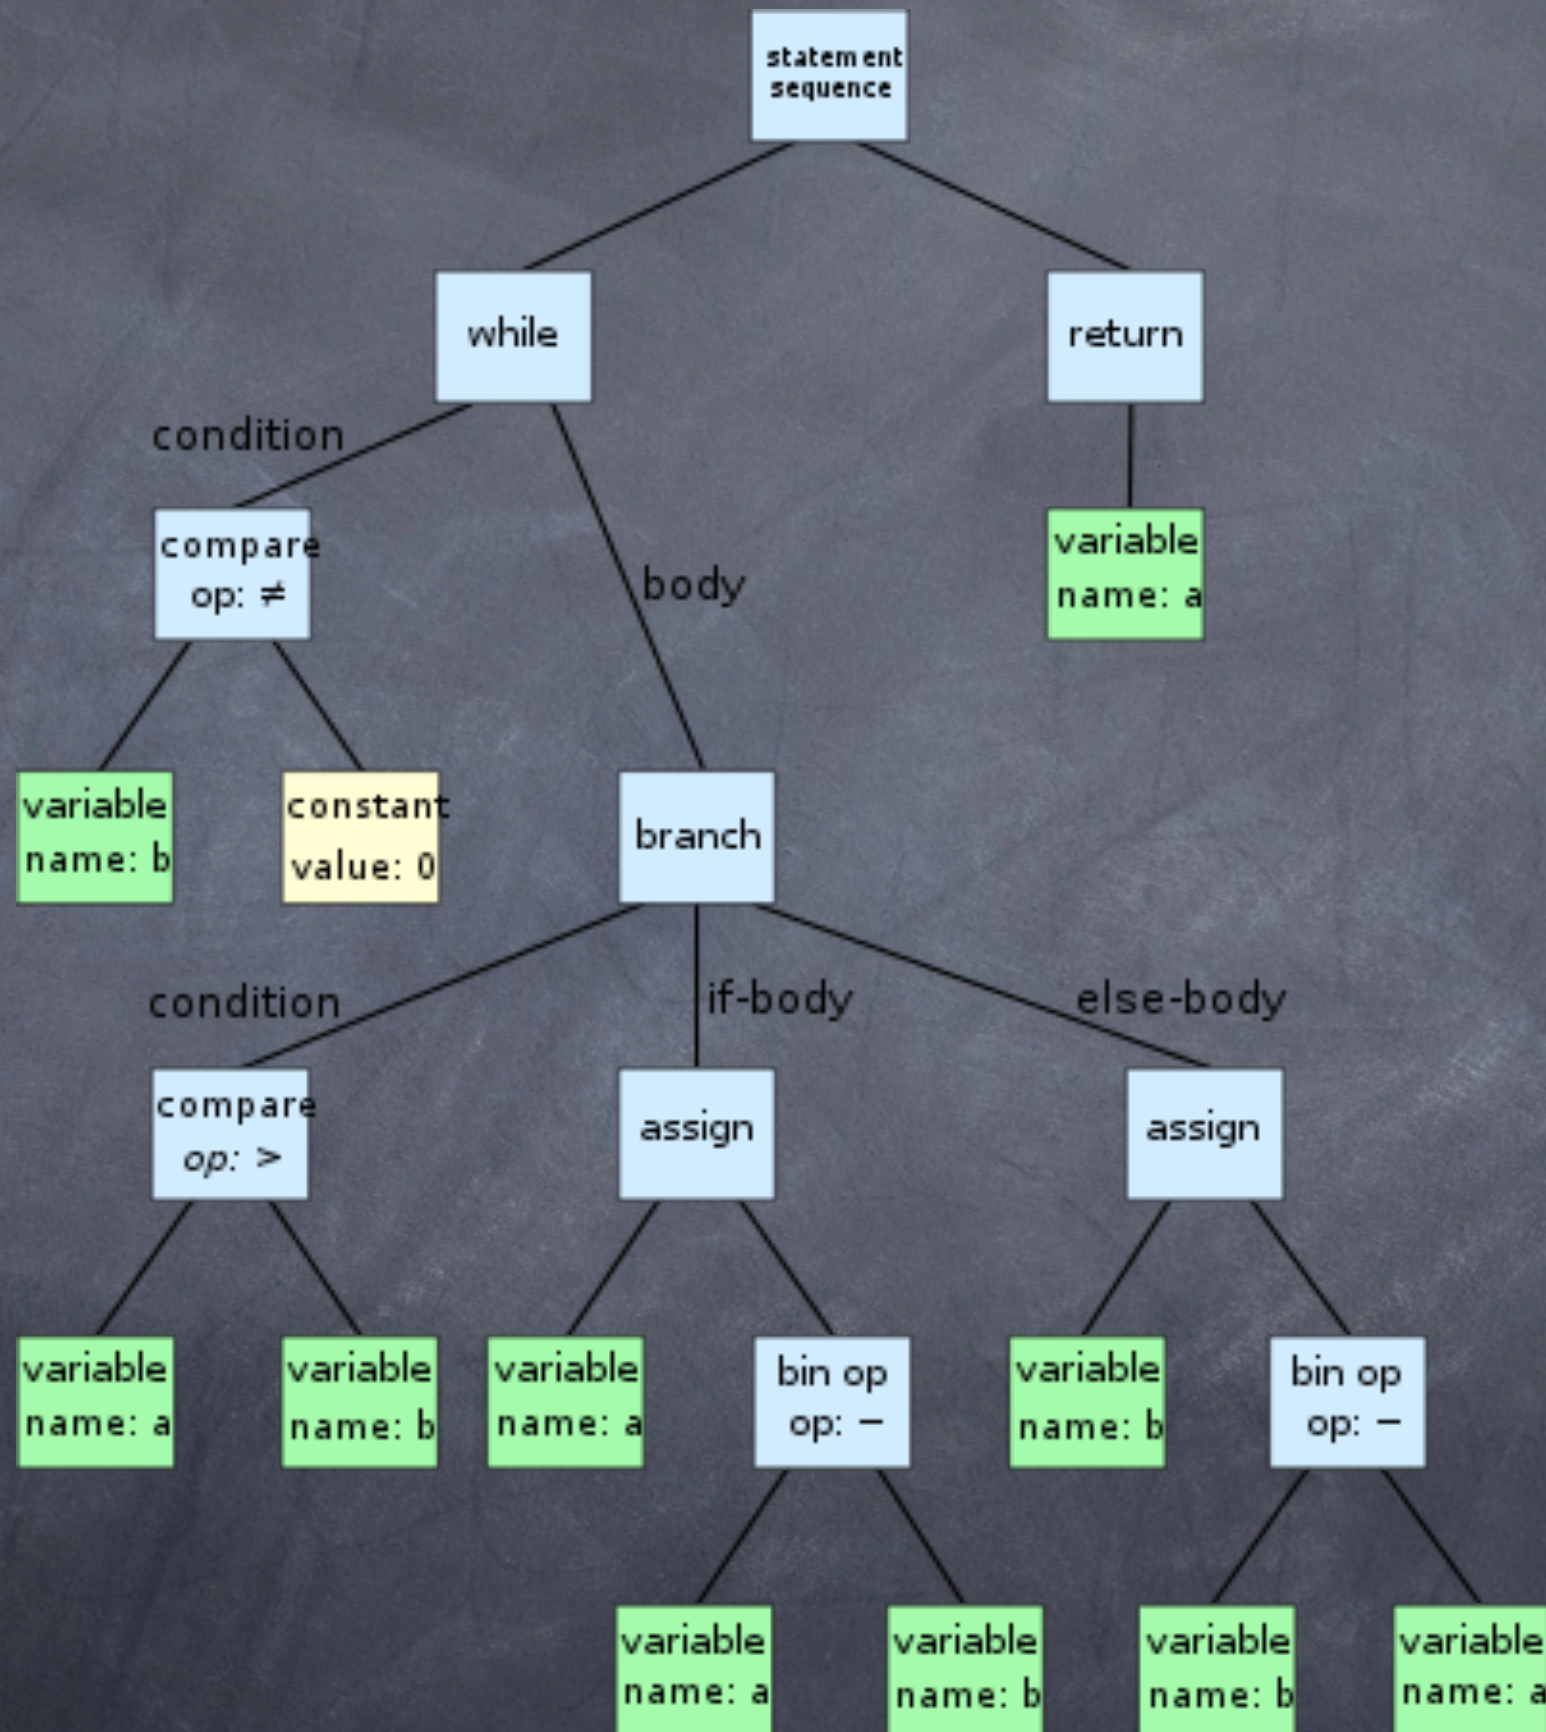 statement
sequence
while
return
condition
compare
op: ≠
body
variable
name: a
variable
name: b
constant
value: 0
branch
condition
if-body
else-body
compare
op: >
assign
assign
variable
name: a
variable
name: b
variable
name: a
bin op
op: −
variable
name: b
bin op
op: −
variable
name: a
variable
name: b
variable
name: b
variable
name: a